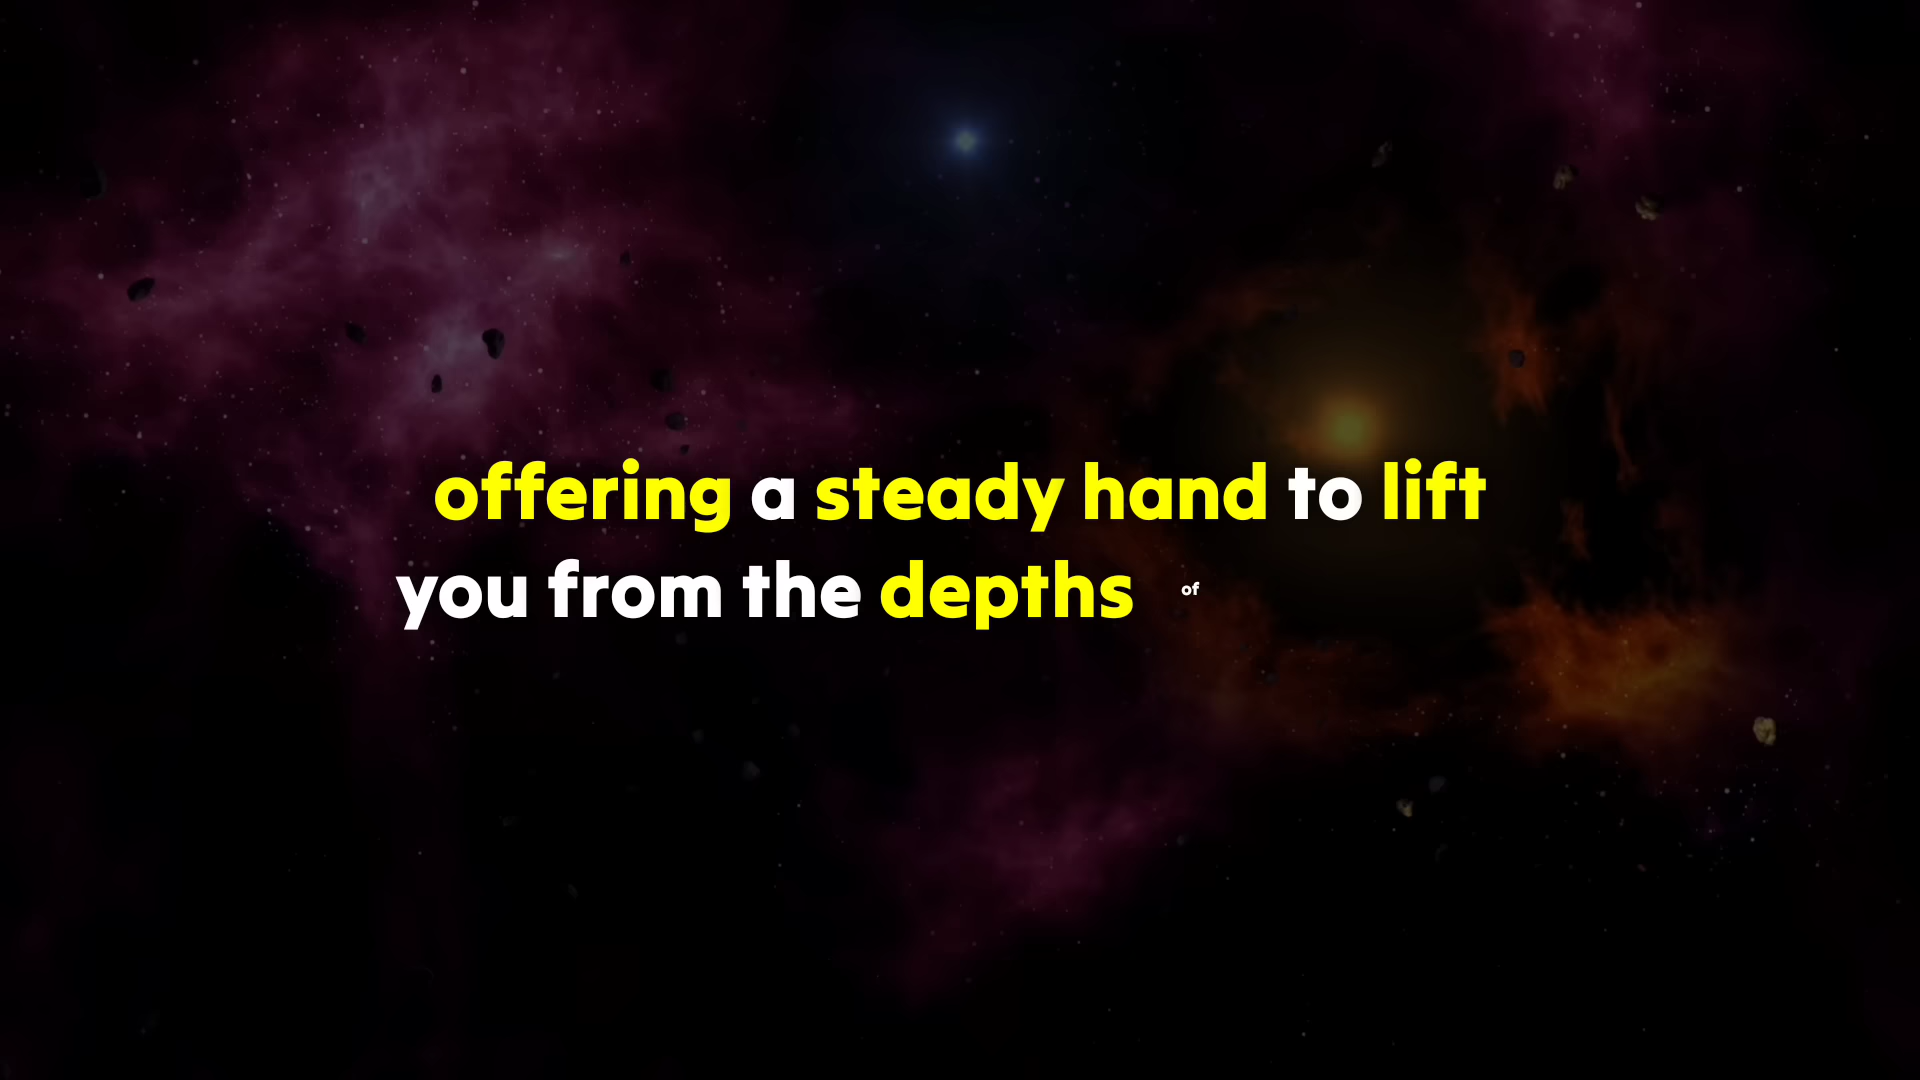 offering a steady hand to lift
you from the depths of